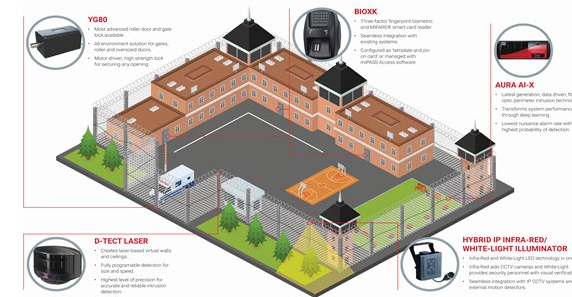 YG80
• Most advanced roller door and gate
lock available.
• All environment solution for gates,
roller and overisized doors.
• Motor-driven, high strength lock
for securing any opening.
BIOXK
• Three-factor fingerprint biometric
and MIFARE® smart card reader.
• Seamless integration with
existing systems.
• Configured as 'template and pin
on card' or managed with
mPASS Access software.
AURA AI-X
• Latest generation, data-driven,
optic perimeter intrusion
• Transforms system performance
through deep learning.
• Lowest nuisance alarm rate with
highest probability of detection.
D-TECT LASER
• Creates laser-based virtual walls
and ceilings.
• Fully programable detection for
size and speed.
• Highest level of precision for
accurate and reliable intrusion
detection.
HYBRID IP INFRA-RED/
WHITE-LIGHT ILLUMINATOR
• Infra-Red and White-Light LED technology in
• Infra-Red aids CCTV cameras and White-Light
provides security personnel with visual
• Seamless integration with IP CCTV systems and
external motion detectors.